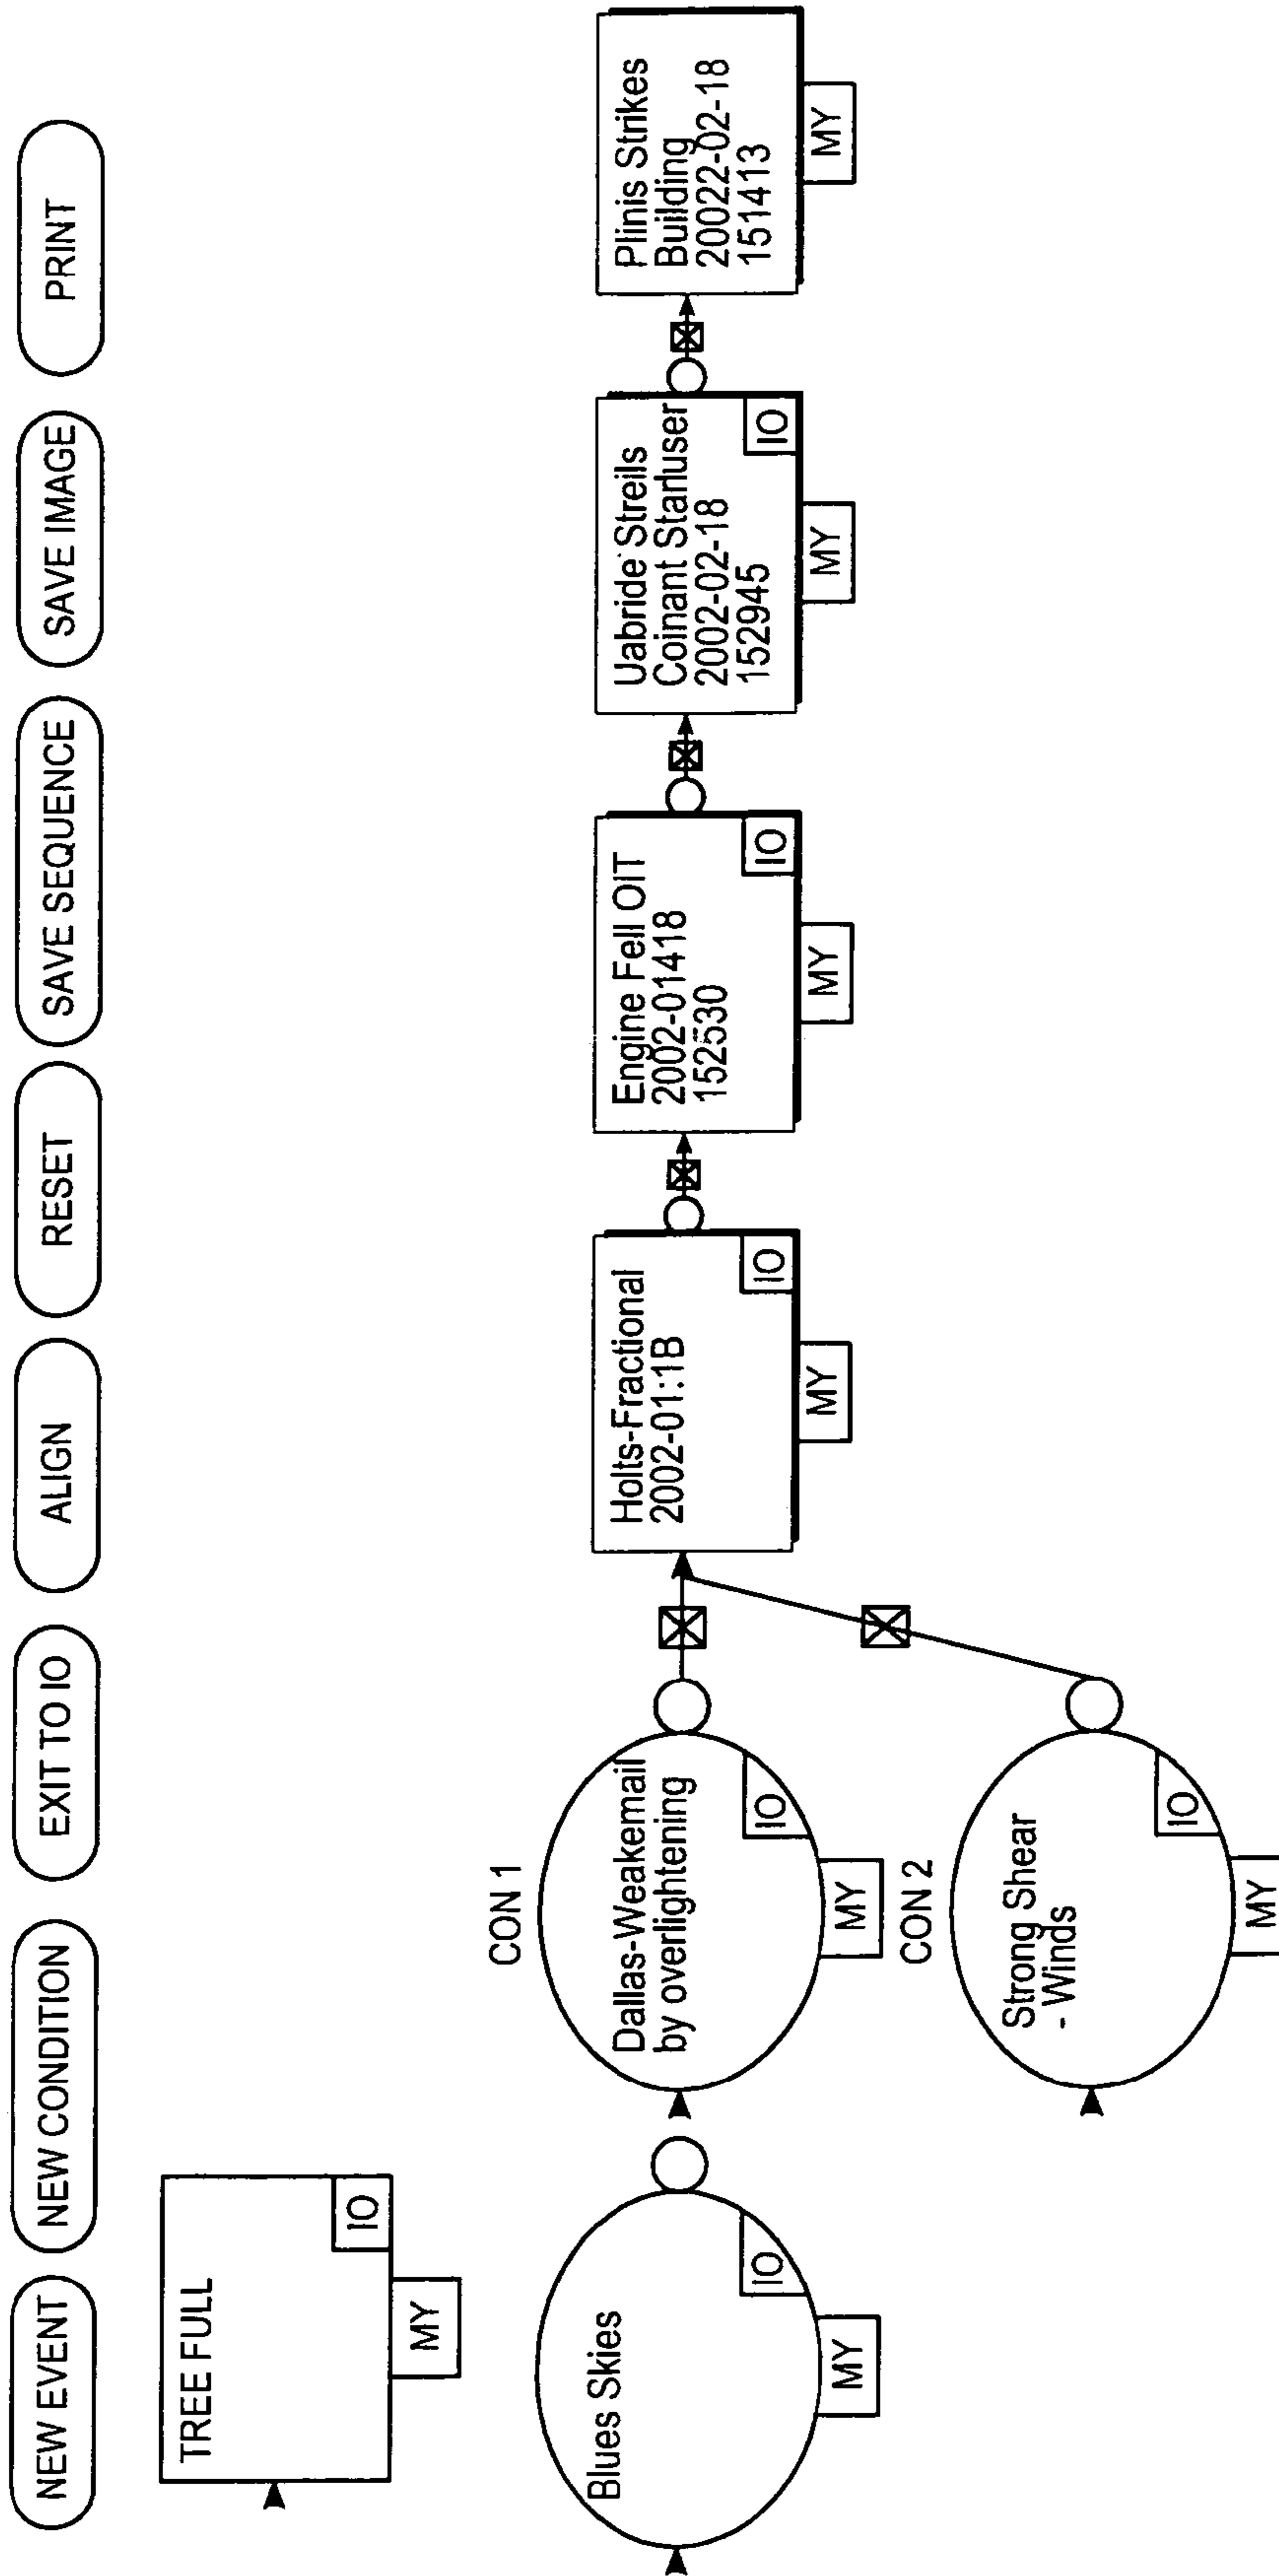 NEW EVENT
NEW CONDITION
EXIT TO IO
ALIGN
RESET
SAVE SEQUENCE
SAVE IMAGE
PRINT
TREE FULL
IO
MY
Blues Skies
IO
MY
CON 1
Dallas-Weakemail
by overlightening
IO
MY
CON 2
Strong Shear
- Winds
IO
MY
Holts-Fractional
2002-01:1B
IO
MY
Engine Fell OIT
2002-01418
152530
IO
MY
Uabride Streils
Coinant Starluser
2002-02-18
152945
IO
MY
Plinis Strikes
Building
20022-02-18
151413
MY